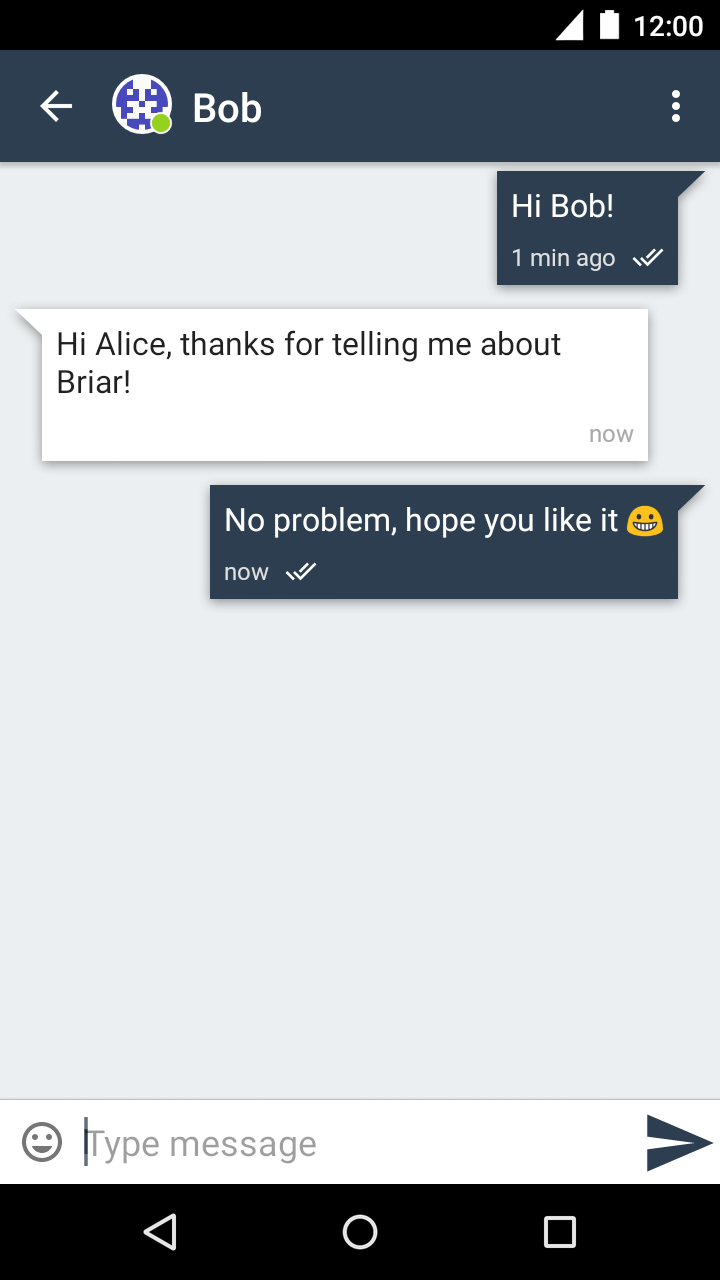 12:00
Bob
Hi Bob!
1 min ago
Hi Alice, thanks for telling me about
Briar!
now
No problem, hope you like it 😀
now
Type message